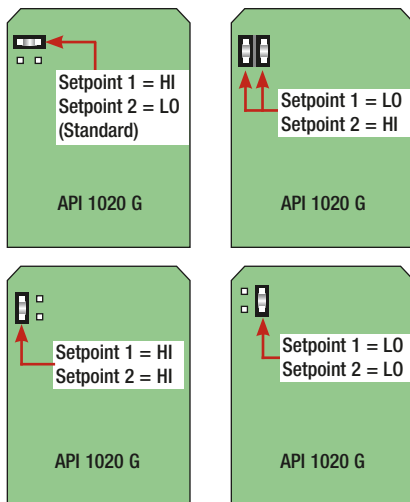 Setpoint 1 = HI
Setpoint 2 = LO
(Standard)
API 1020 G
Setpoint 1 = LO
Setpoint 2 = HI
API 1020 G
Setpoint 1 = HI
Setpoint 2 = HI
API 1020 G
Setpoint 1 = LO
Setpoint 2 = LO
API 1020 G